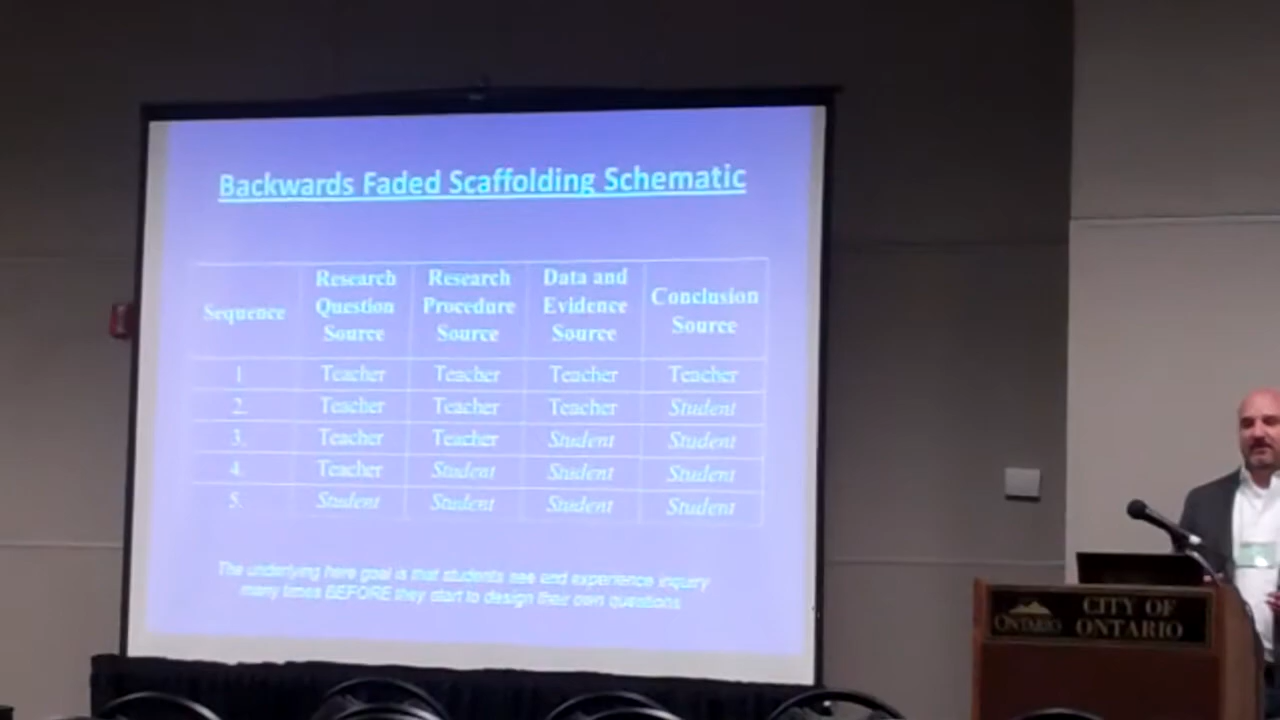 Backwards Faded Scaffolding Schematic
Sequence Research Question Source Research Procedure Source Data and Evidence Source Conclusion Source
1 Teacher Teacher Teacher Teacher
2. Teacher Teacher Teacher Student
3. Teacher Teacher Student Student
4. Teacher Student Student Student
5. Student Student Student Student
The underlying here goal is that students see and experience inquiry
many times BEFORE they start to design their own questions
ONTARIO
CITY OF
ONTARIO